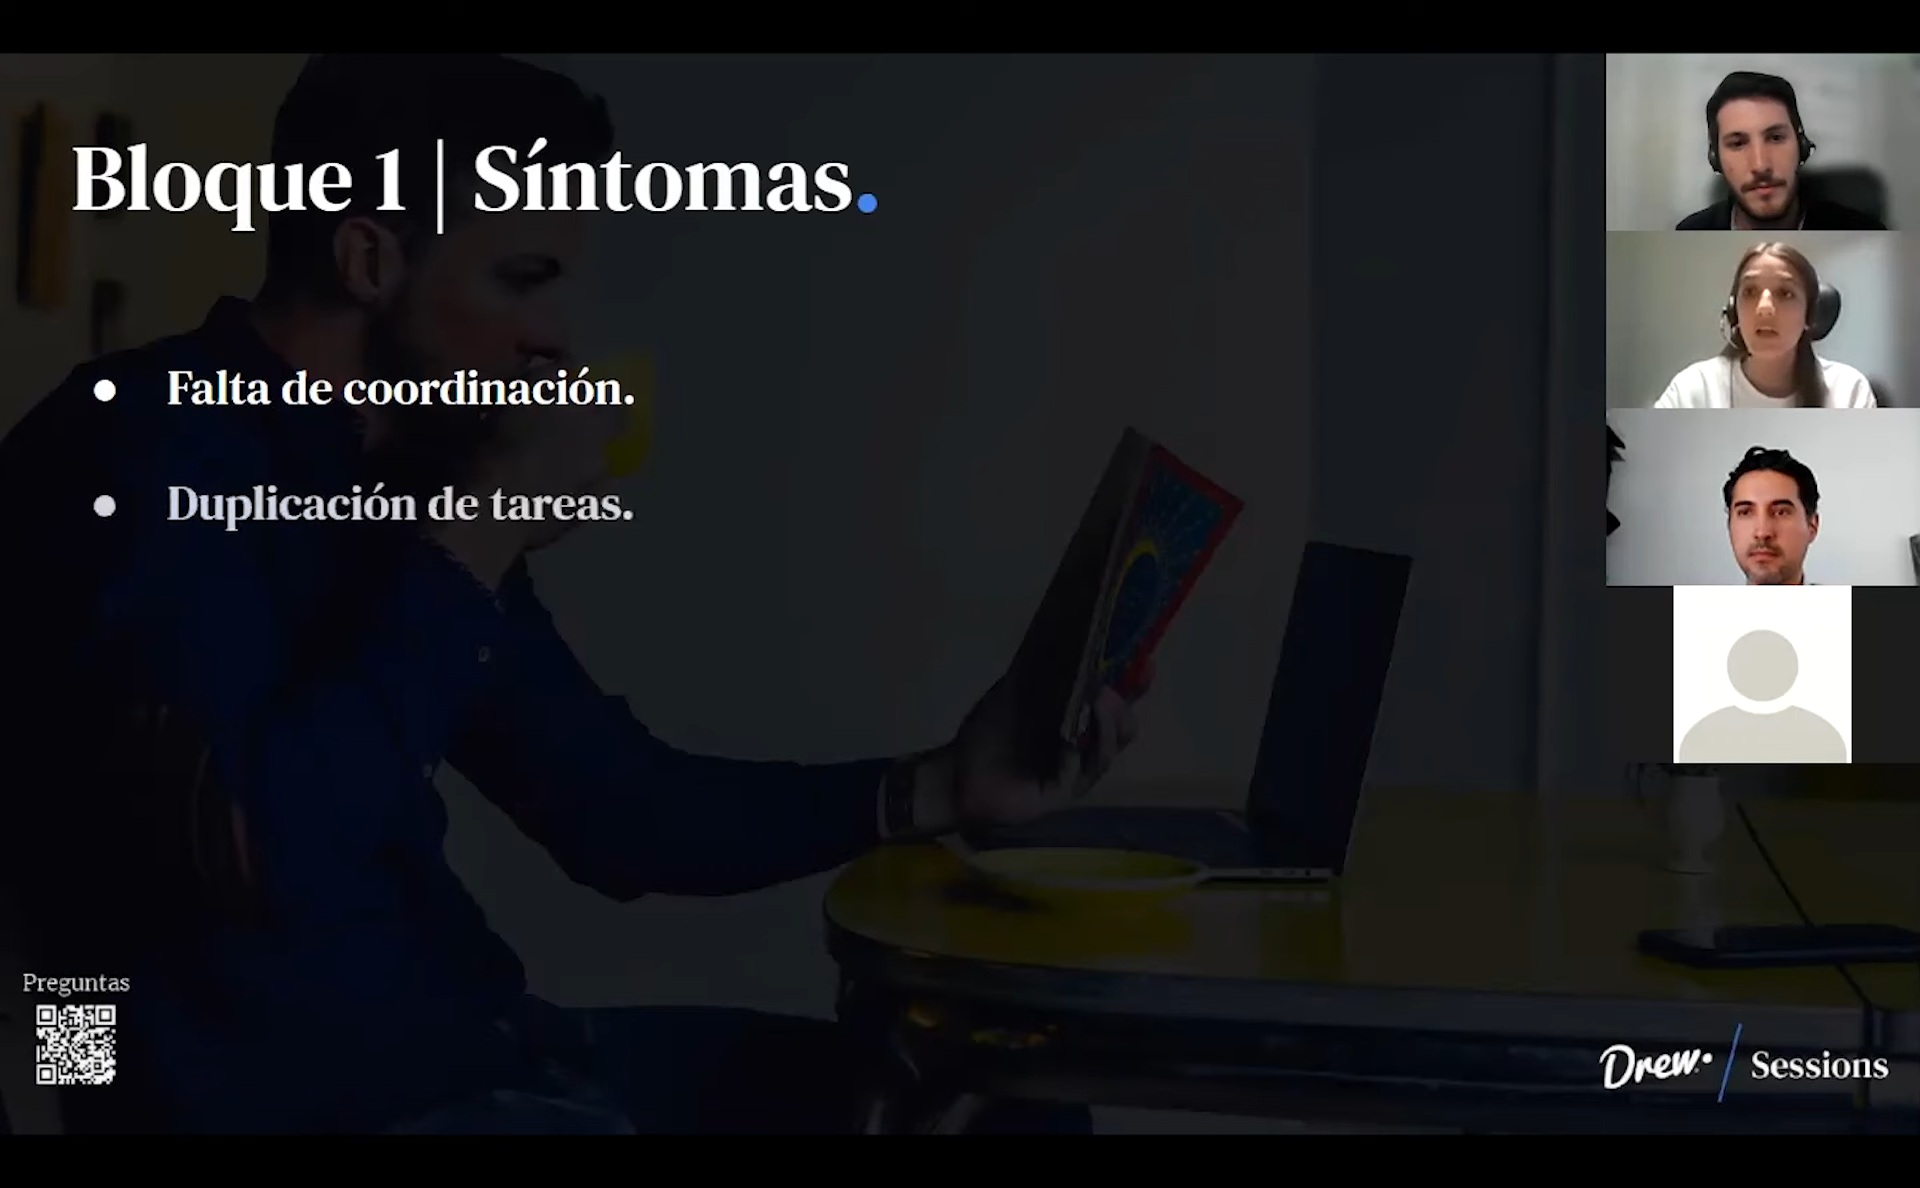 Bloque 1 | Síntomas.
● Falta de coordinación.
● Duplicación de tareas.
Preguntas
Drew. / Sessions